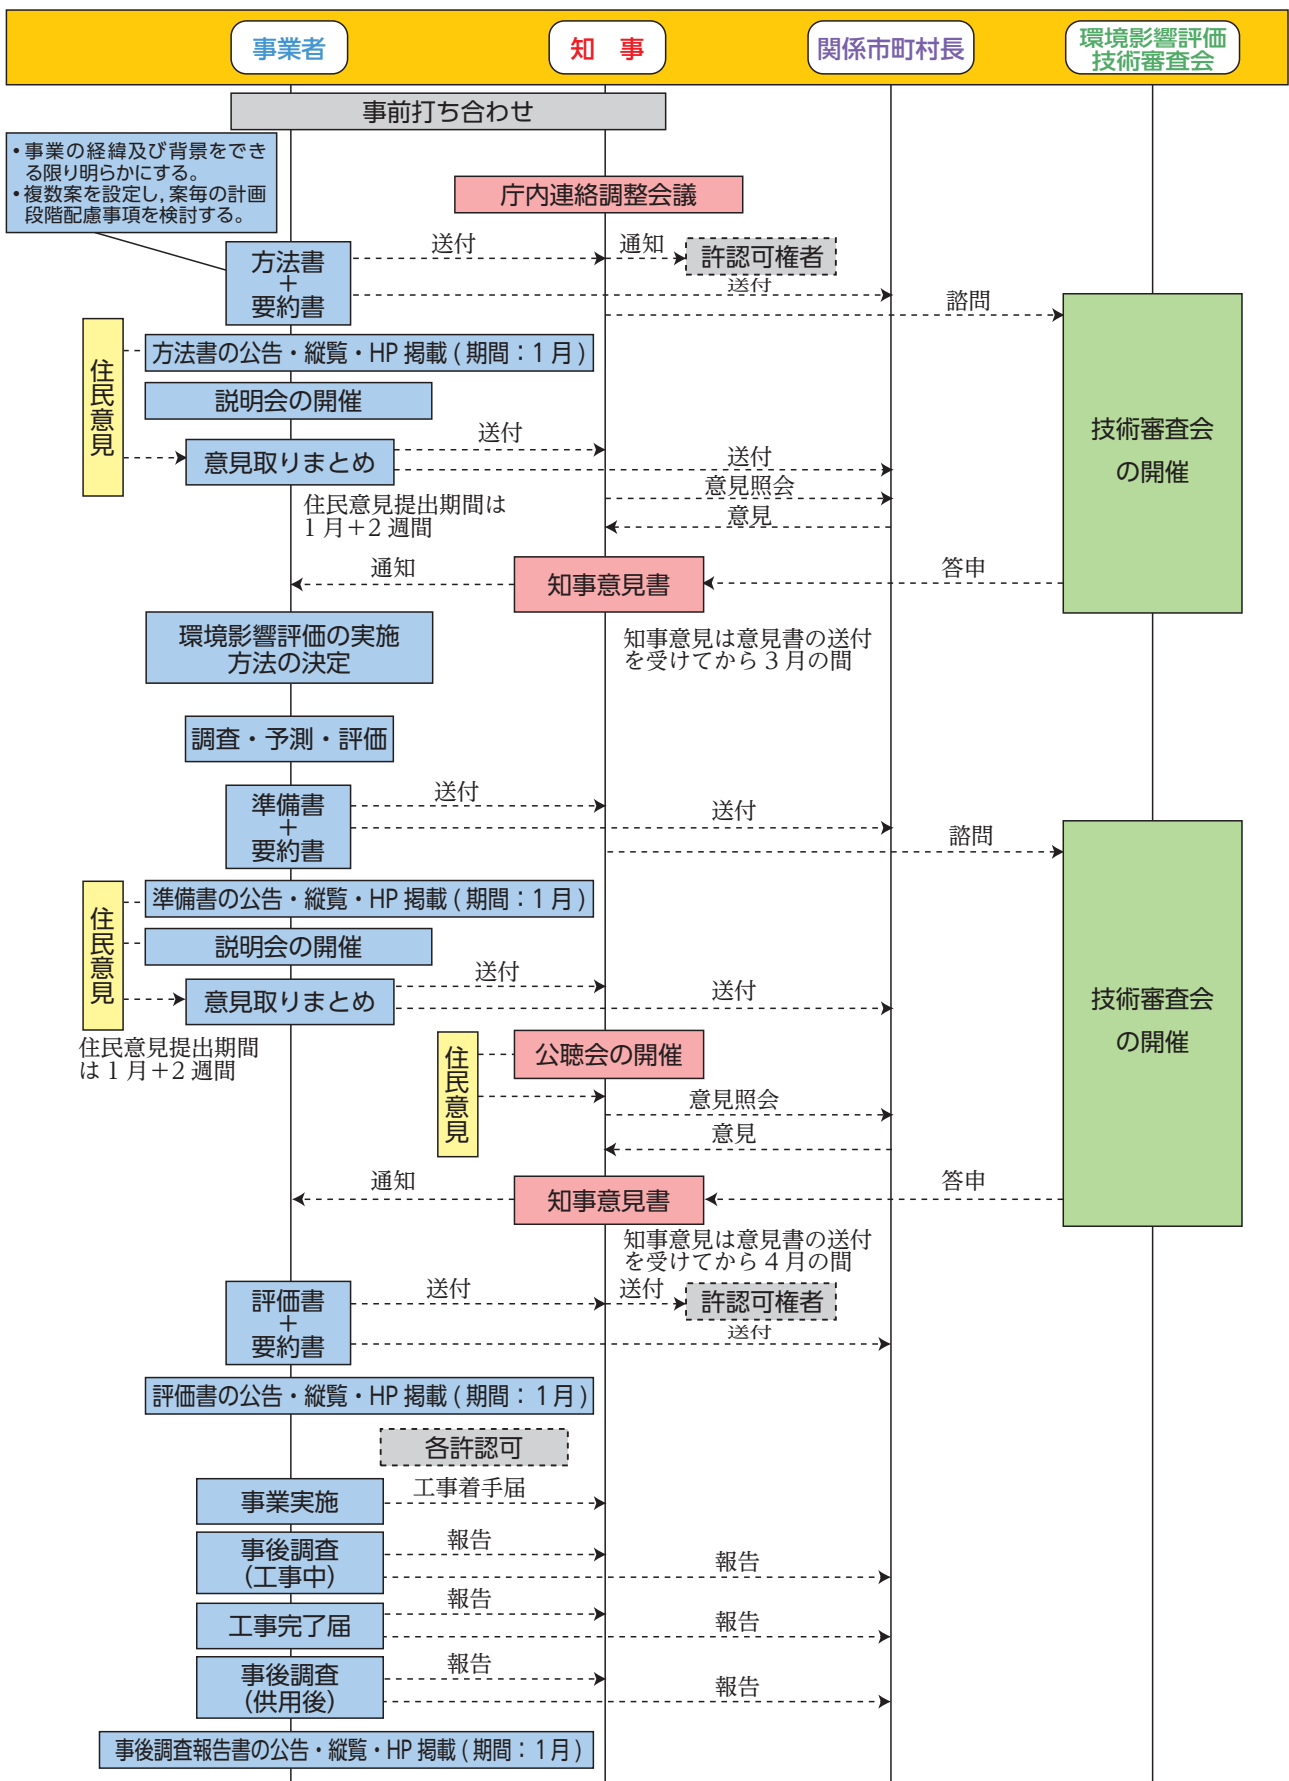 事業者
知　事
関係市町村長
環境影響評価
技術審査会
事前打ち合わせ
•事業の経緯及び背景をでき
る限り明らかにする。
•複数案を設定し,案毎の計画
段階配慮事項を検討する。
庁内連絡調整会議
方法書
＋
要約書
送付
通知
許認可権者
送付
諮問
住民意見
方法書の公告・縦覧・HP 掲載 ( 期間：1 月 )
説明会の開催
意見取りまとめ
送付
送付
意見照会
意見
住民意見提出期間は
1 月＋2 週間
技術審査会
の開催
通知
知事意見書
答申
知事意見は意見書の送付
を受けてから 3 月の間
環境影響評価の実施
方法の決定
調査・予測・評価
準備書
＋
要約書
送付
送付
諮問
住民意見
準備書の公告・縦覧・HP 掲載 ( 期間：1 月 )
説明会の開催
意見取りまとめ
送付
送付
住民意見提出期間
は 1 月＋2 週間
技術審査会
の開催
住民意見
公聴会の開催
意見照会
意見
通知
知事意見書
答申
知事意見は意見書の送付
を受けてから 4 月の間
評価書
＋
要約書
送付
送付
許認可権者
送付
評価書の公告・縦覧・HP 掲載 ( 期間：1 月 )
各許認可
事業実施
工事着手届
事後調査
(工事中)
報告
報告
工事完了届
報告
報告
事後調査
(供用後)
報告
報告
事後調査報告書の公告・縦覧・HP 掲載 ( 期間：1 月 )